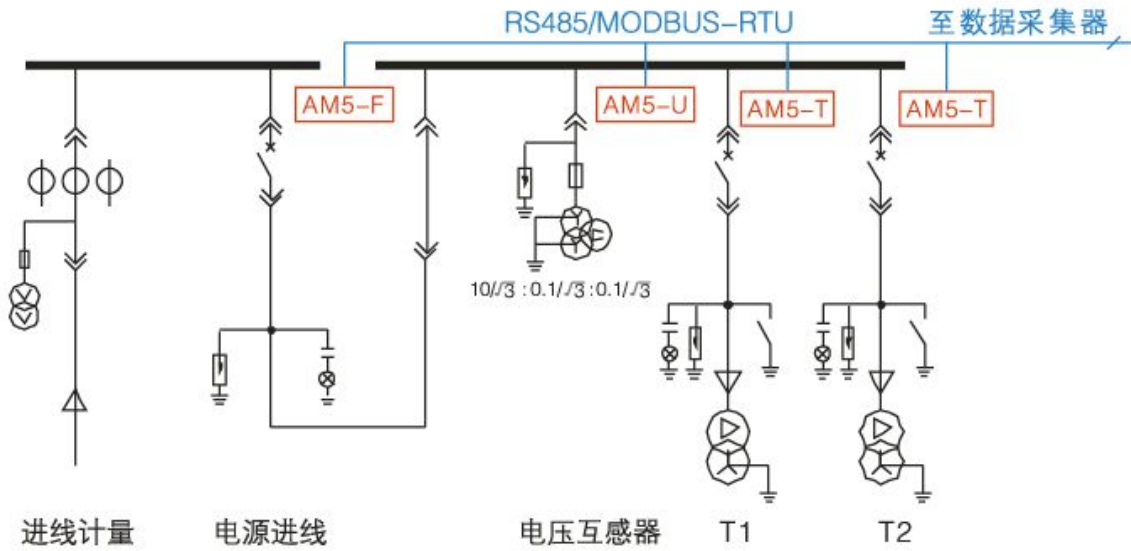 RS485/MODBUS-RTU
至数据采集器
AM5-F
AM5-U
AM5-T
AM5-T
10/√3 : 0.1/√3 : 0.1/√3
进线计量
电源进线
电压互感器
T1
T2